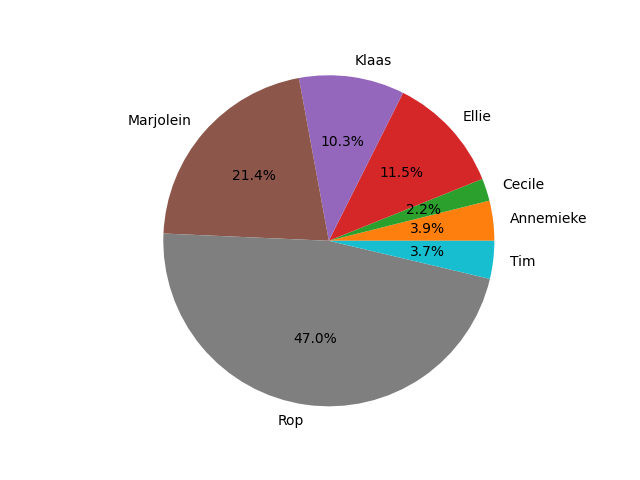 Klaas
Marjolein
Ellie
10.3%
11.5%
21.4%
Cecile
2.2%
Annemieke
3.9%
3.7%
Tim
47.0%
Rop